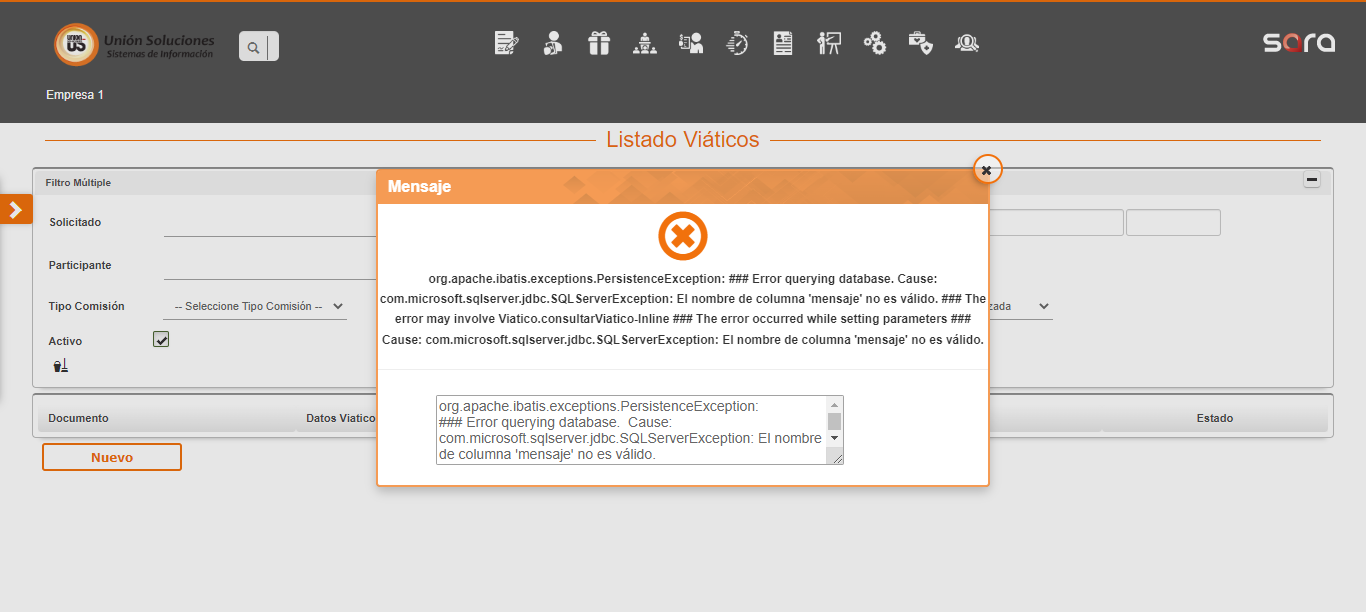 UNION
US
Unión Soluciones
Sistemas de Información
sara
Empresa 1
Listado Viáticos
Filtro Múltiple
Solicitado
Participante
Tipo Comisión
-- Seleccione Tipo Comisión --
zada
Activo
Documento
Datos Viatico
Estado
Nuevo
Mensaje
org.apache.ibatis.exceptions.PersistenceException: ### Error querying database. Cause:
com.microsoft.sqlserver.jdbc.SQLServerException: El nombre de columna 'mensaje' no es válido. ### The
error may involve Viatico.consultarViatico-Inline ### The error occurred while setting parameters ###
Cause: com.microsoft.sqlserver.jdbc.SQLServerException: El nombre de columna 'mensaje' no es válido.
org.apache.ibatis.exceptions.PersistenceException:
### Error querying database.  Cause:
com.microsoft.sqlserver.jdbc.SQLServerException: El nombre
de columna 'mensaje' no es válido.